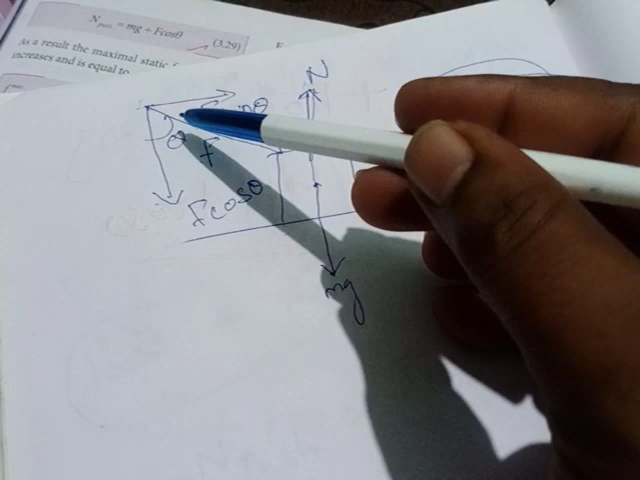 N = mg + Fcosθ
(3.29)
As a result the maximal static
increases and is equal to
N
θ
F
Fcosθ
mg